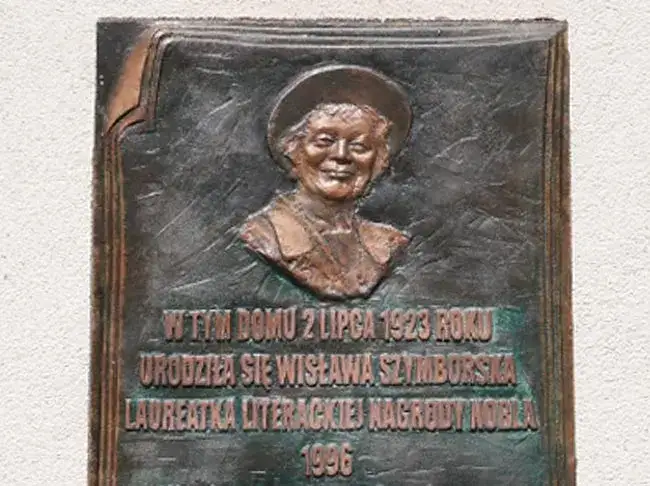 W TYM DOMU 2 LIPCA 1923 ROKU
URODZIŁA SIĘ WISŁAWA SZYMBORSKA
LAUREATKA LITERACKIEJ NAGRODY NOBLA
1996